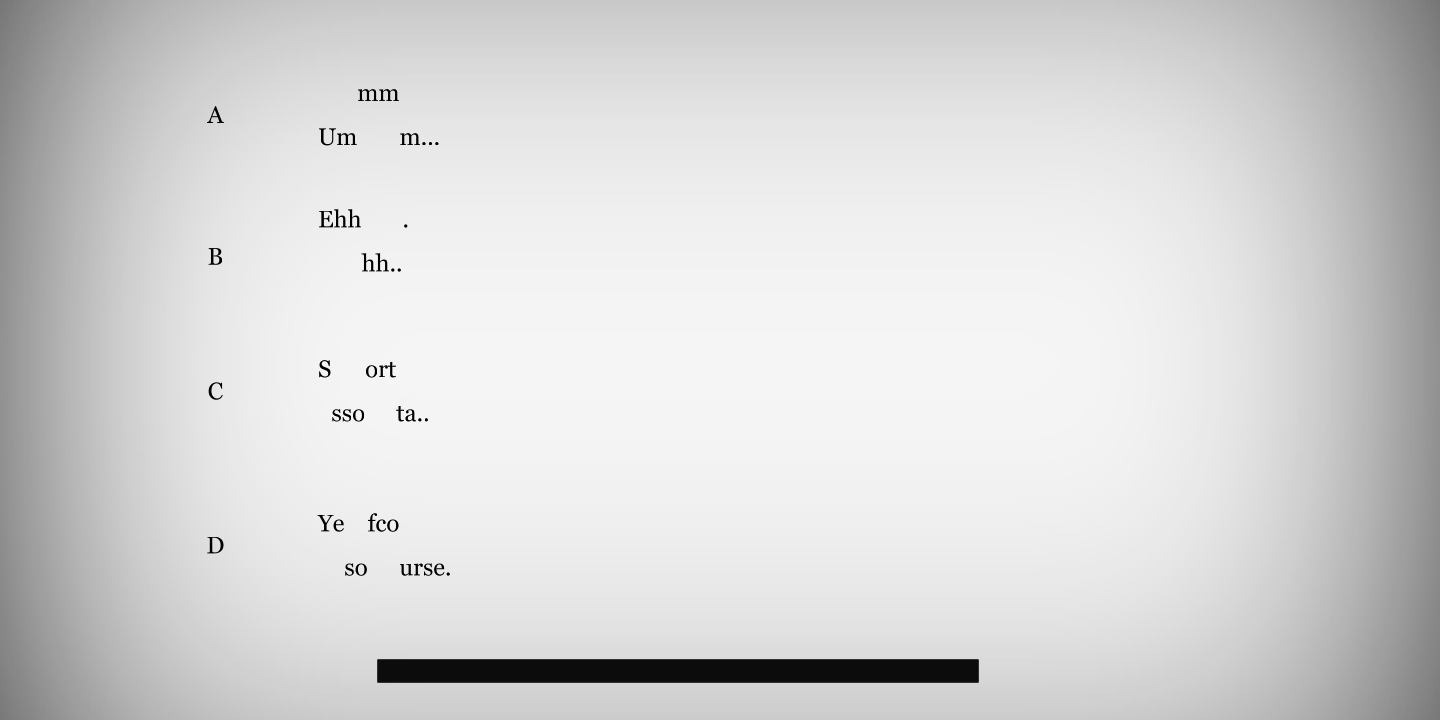 A
mm
Um m...
B
Ehh .
hh..
C
S ort
sso ta..
D
Ye fco
so urse.